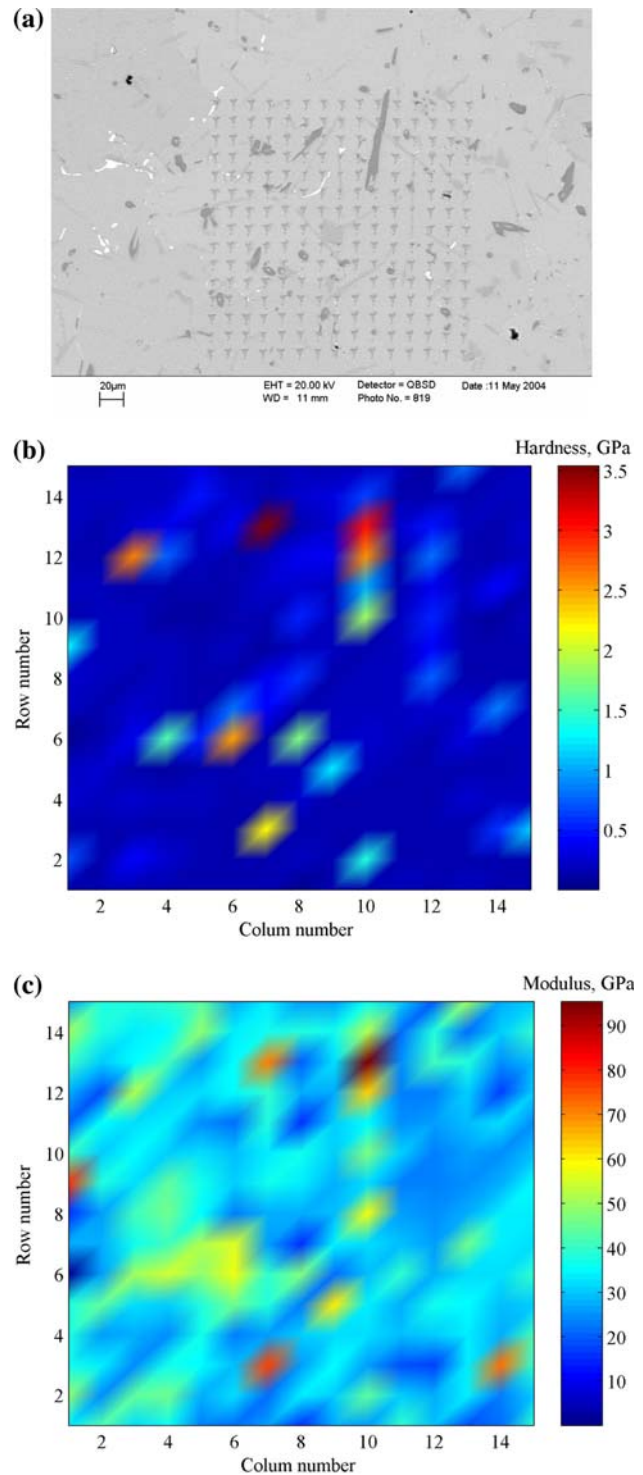 (a)
20µm
EHT = 20.00 kV Detector = QBSD Date :11 May 2004
WD = 11 mm Photo No. = 819
(b)
Hardness, GPa
14
12
10
8
6
4
2
Row number
2 4 6 8 10 12 14
Colum number
3.5
3
2.5
2
1.5
1
0.5
(c)
Modulus, GPa
14
12
10
8
6
4
2
Row number
2 4 6 8 10 12 14
Colum number
90
80
70
60
50
40
30
20
10